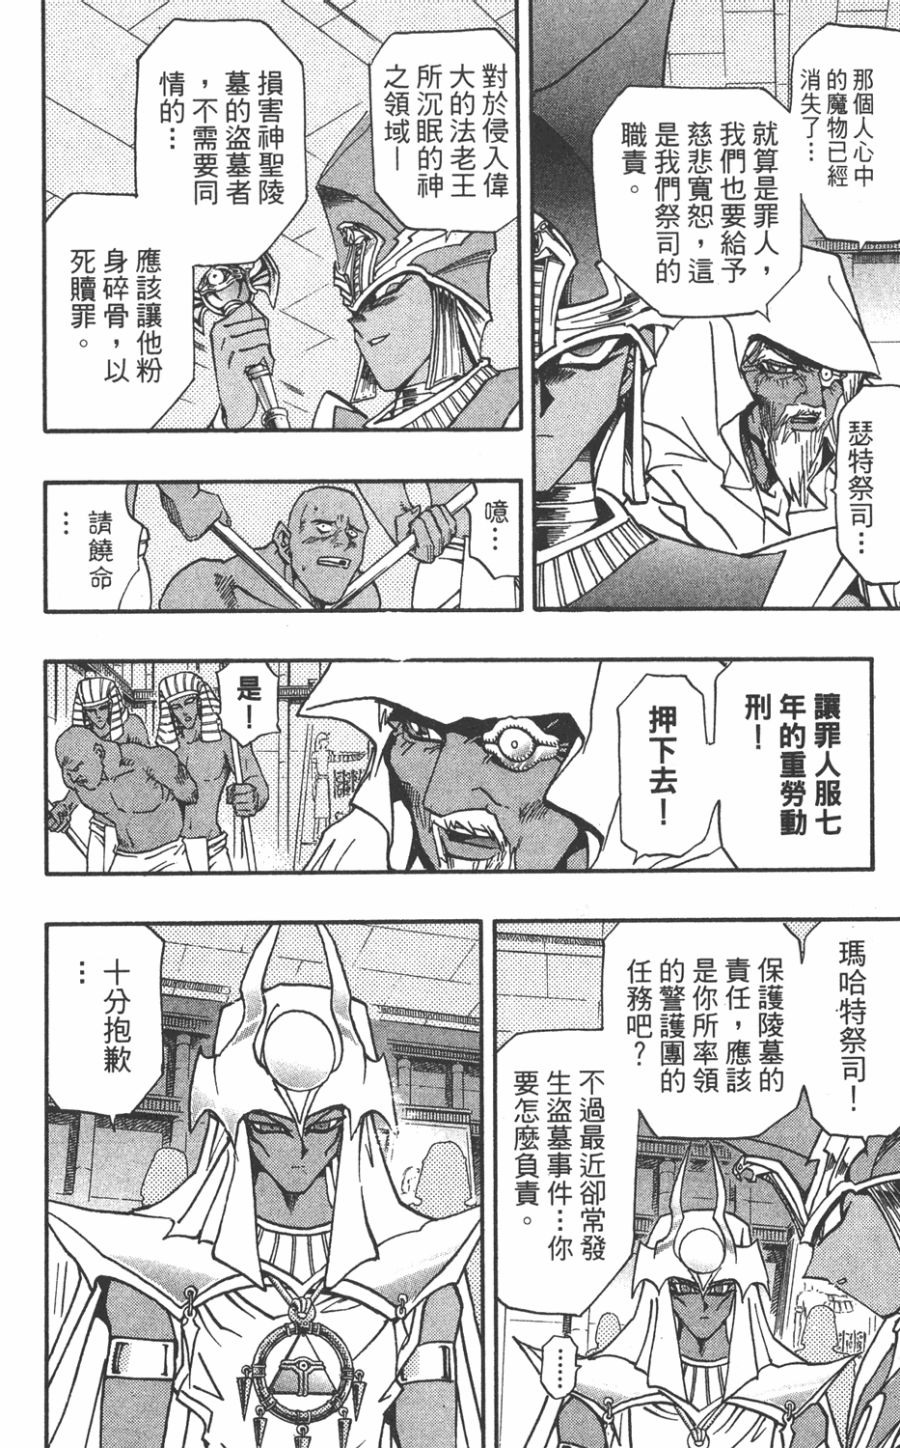 那個人心中
的魔物已經
消失了…
就算是罪人，
我們也要給予
慈悲寬恕，這
是我們祭司的
職責。
瑟特祭司…
對於侵入偉
大的法老王
所沉眠的神
之領域—
損害神聖陵
墓的盜墓者
，不需要同
情的…
應該讓他粉
身碎骨，以
死贖罪。
噫…
請饒命
…
讓罪人服七
年的重勞動
刑！
押下去！
是！
瑪哈特祭司！
保護陵墓的
責任，應該
是你所率領
的警護團的
任務吧？
不過最近卻常發
生盜墓事件…你
要怎麼負責。
……
十分抱歉
…